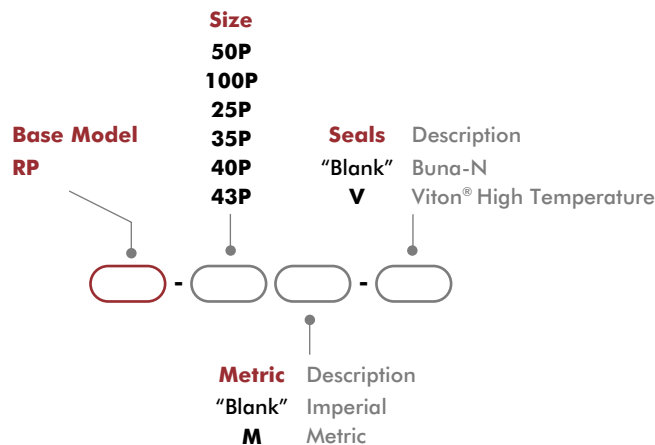 Size
50P
100P
25P
35P
40P
43P
Base Model
RP
Seals Description
“Blank” Buna-N
V Viton® High Temperature
- -
Metric Description
“Blank” Imperial
M Metric